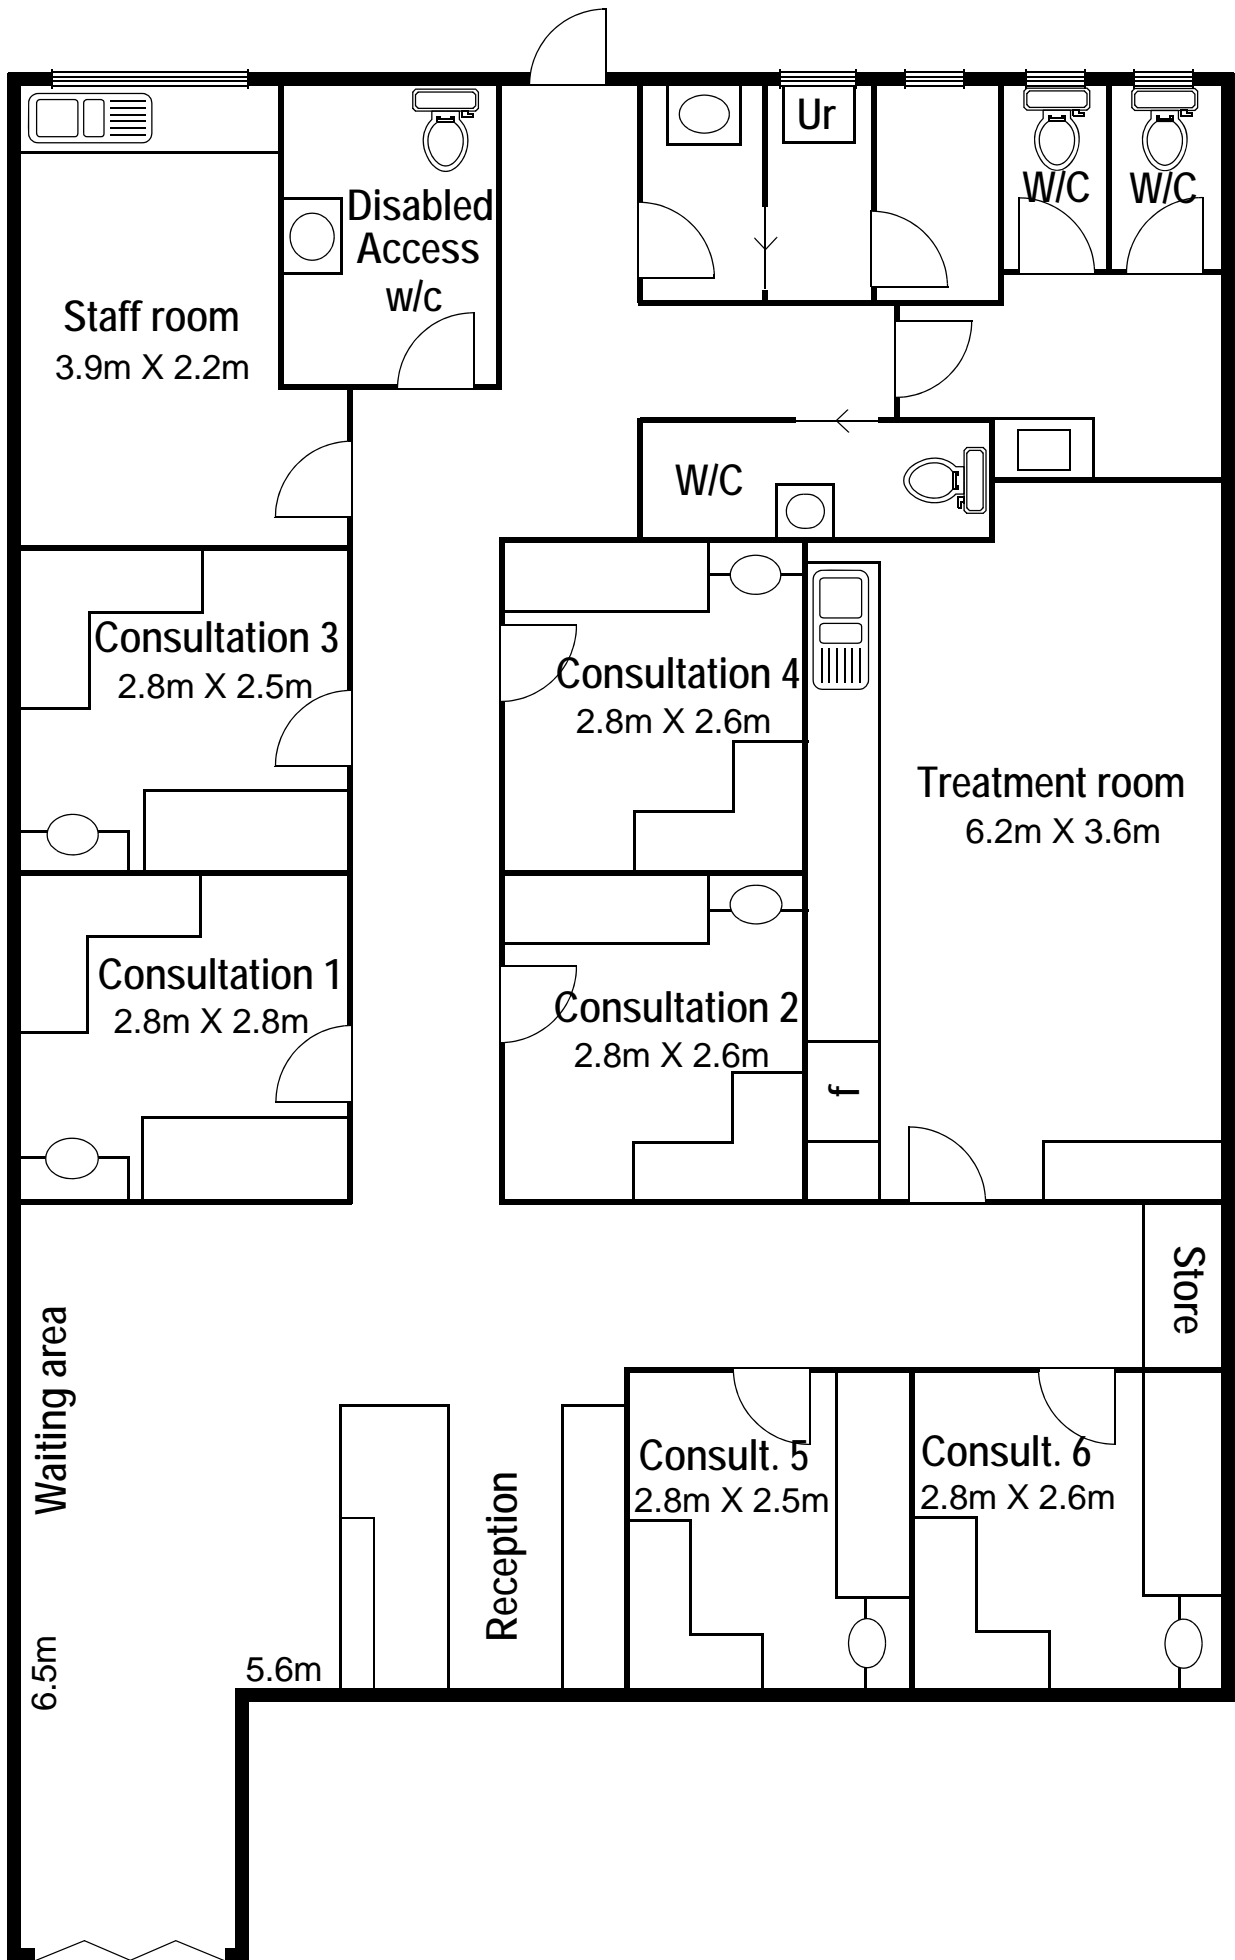 Ur
W/C
W/C
Disabled
Access
w/c
Staff room
3.9m X 2.2m
W/C
Consultation 3
2.8m X 2.5m
Consultation 4
2.8m X 2.6m
Treatment room
6.2m X 3.6m
Consultation 1
2.8m X 2.8m
Consultation 2
2.8m X 2.6m
f
Store
Waiting area
6.5m
5.6m
Reception
Consult. 5
2.8m X 2.5m
Consult. 6
2.8m X 2.6m